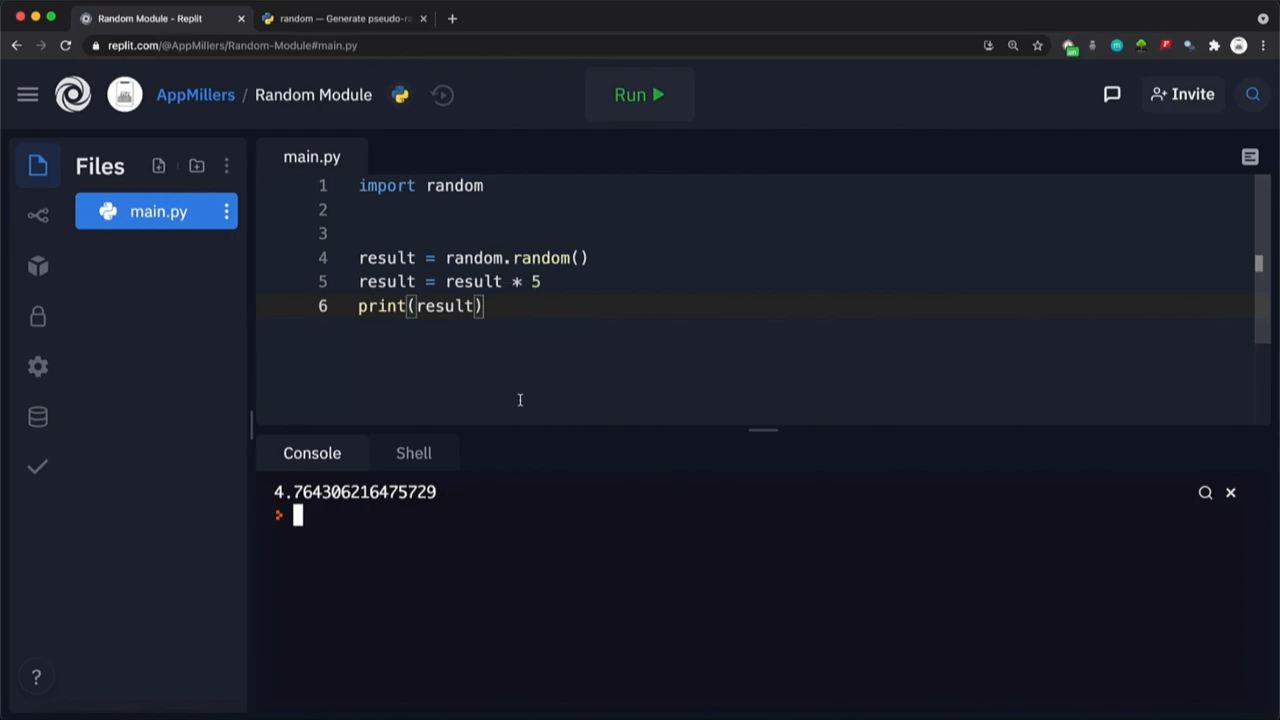 Random Module - Replit
random — Generate pseudo-ra
replit.com/@AppMillers/Random-Module#main.py
AppMillers / Random Module
Run
Invite
Files
main.py
main.py
1 import random
2
3
4 result = random.random()
5 result = result * 5
6 print(result)
Console
Shell
4.764306216475729
>
?